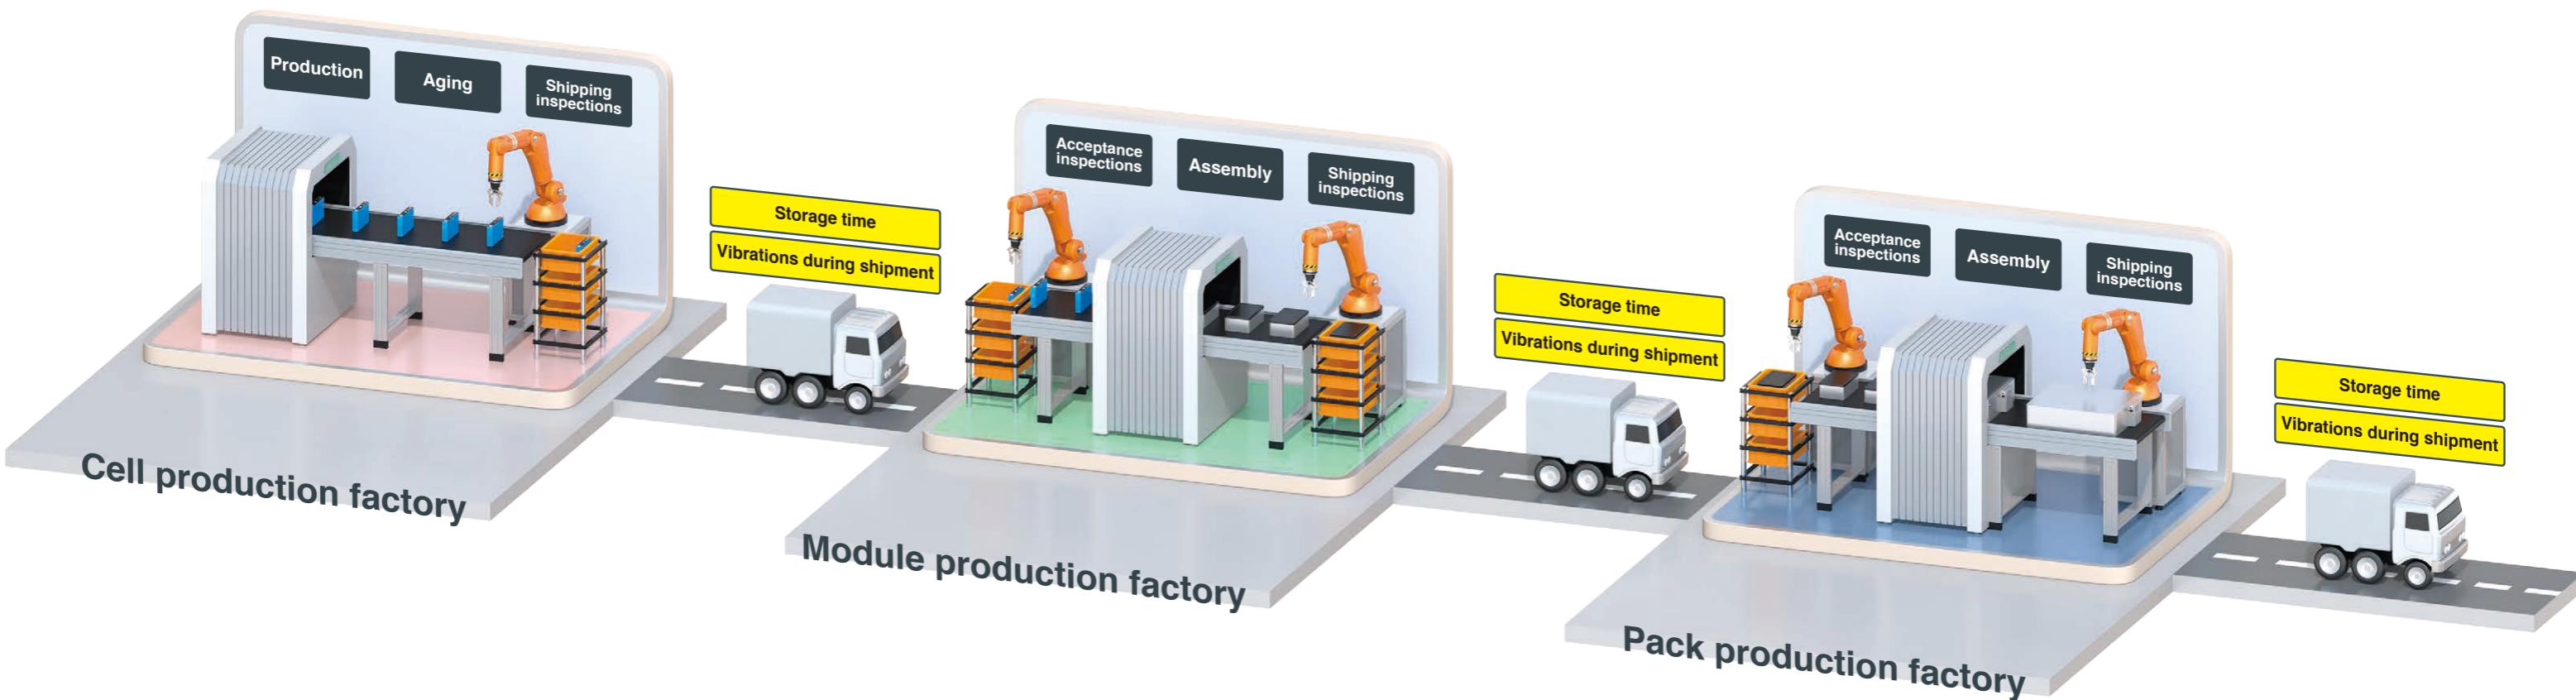 Production
Aging
Shipping
inspections
Cell production factory
Storage time
Vibrations during shipment
Acceptance
inspections
Assembly
Shipping
inspections
Module production factory
Storage time
Vibrations during shipment
Acceptance
inspections
Assembly
Shipping
inspections
Pack production factory
Storage time
Vibrations during shipment